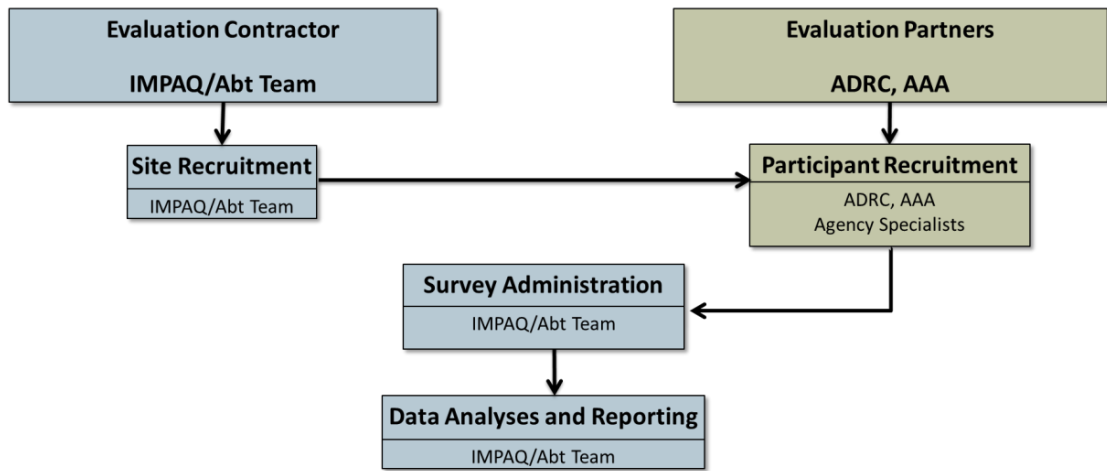 Evaluation Contractor
IMPAQ/Abt Team
Evaluation Partners
ADRC, AAA
Site Recruitment
IMPAQ/Abt Team
Participant Recruitment
ADRC, AAA
Agency Specialists
Survey Administration
IMPAQ/Abt Team
Data Analyses and Reporting
IMPAQ/Abt Team